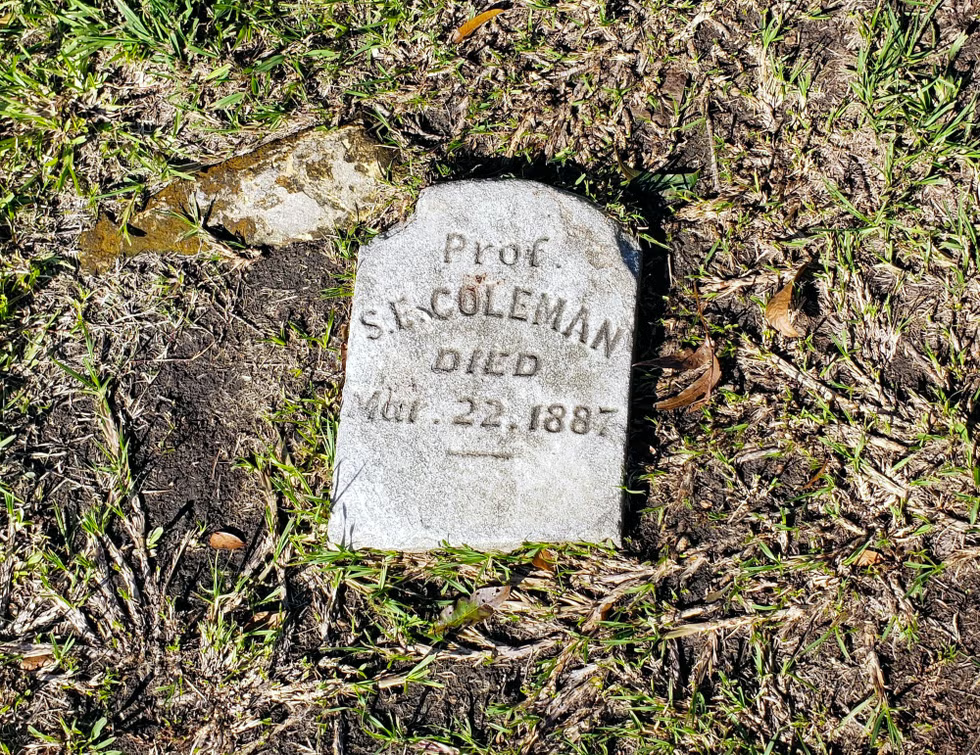 Prof.
S.E. COLEMAN
DIED
Mar. 22, 1887